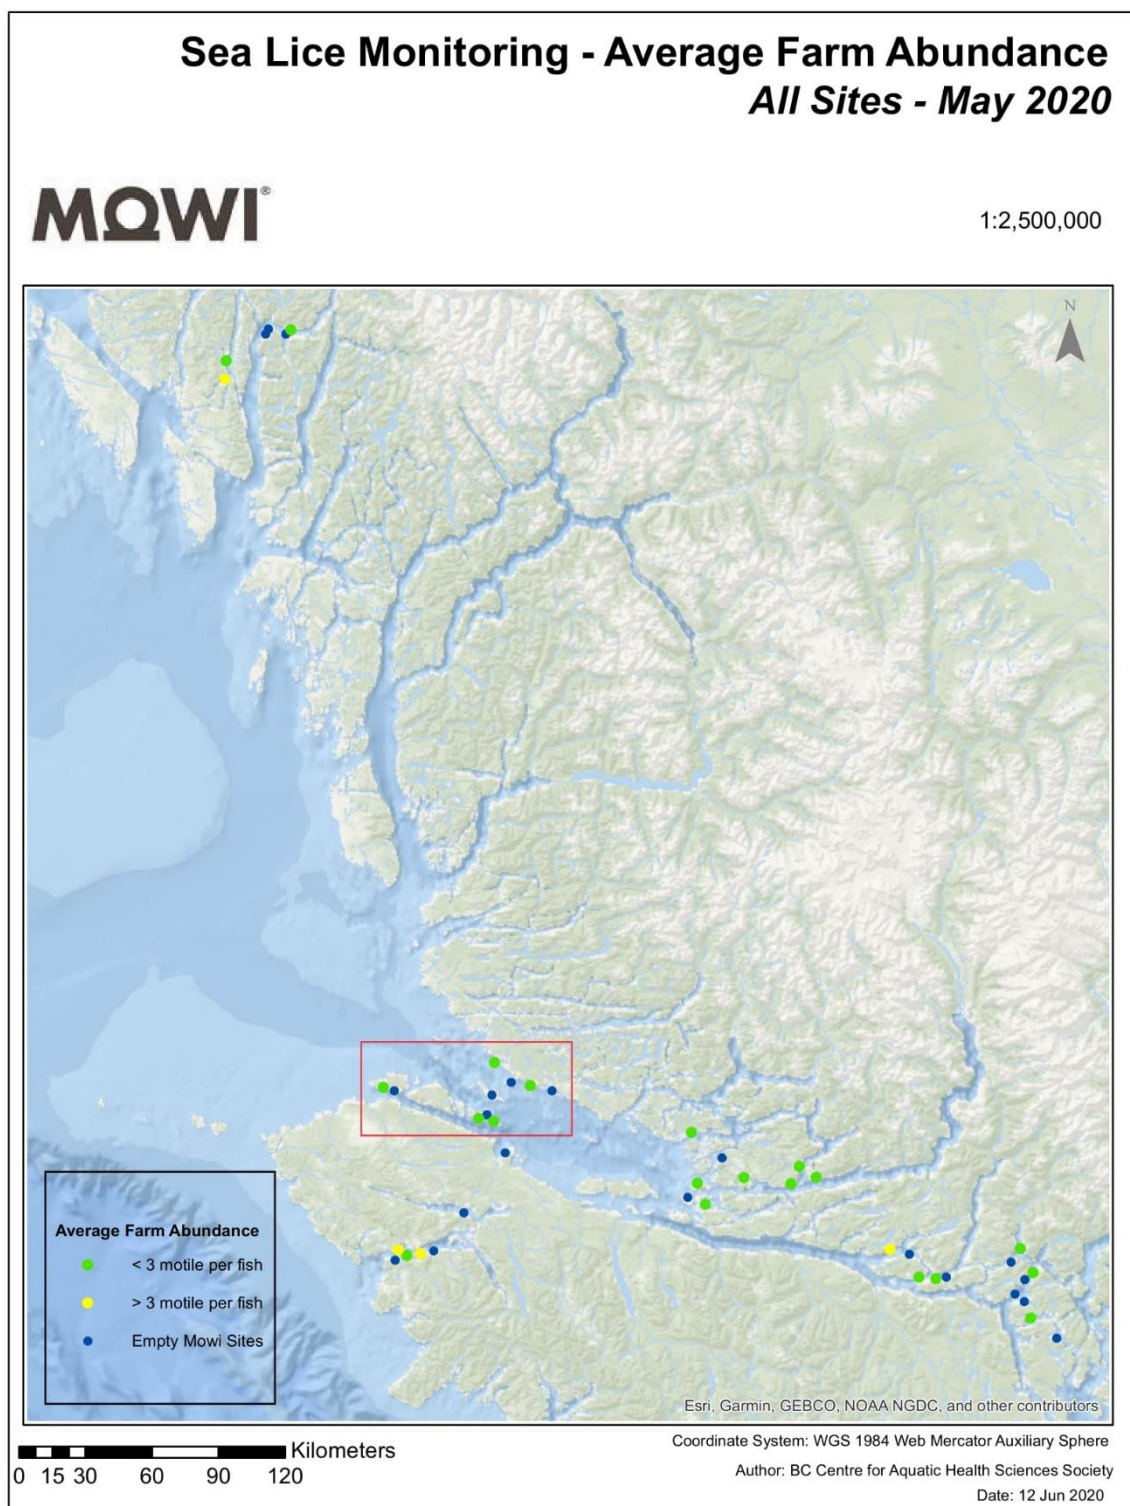 Sea Lice Monitoring - Average Farm Abundance
All Sites - May 2020
MOWI®
1:2,500,000
N
Average Farm Abundance
< 3 motile per fish
> 3 motile per fish
Empty Mowi Sites
Esri, Garmin, GEBCO, NOAA NGDC, and other contributors
Kilometers
0 15 30 60 90 120
Coordinate System: WGS 1984 Web Mercator Auxiliary Sphere
Author: BC Centre for Aquatic Health Sciences Society
Date: 12 Jun 2020